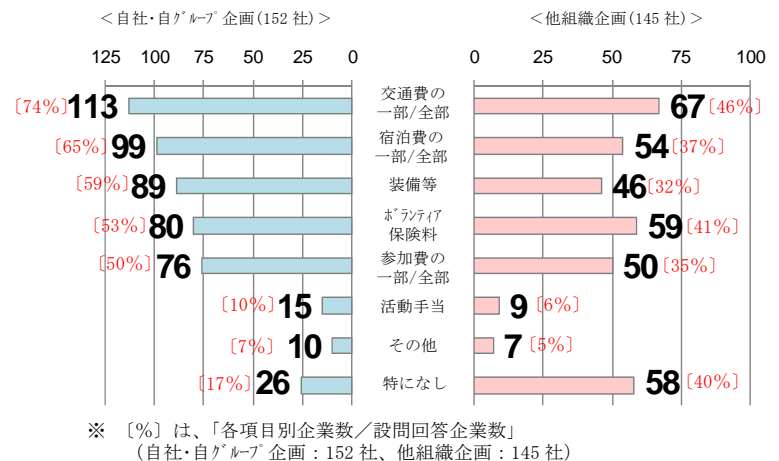 ＜自社・自ｸﾞﾙｰﾌﾟ企画(152 社)＞ ＜他組織企画(145 社)＞
125 100 75 50 25 0 0 25 50 75 100
〔74%〕113 交通費の 67〔46%〕
一部/全部
〔65%〕99 宿泊費の 54〔37%〕
一部/全部
〔59%〕89 装備等 46〔32%〕
〔53%〕80 ﾎﾞﾗﾝﾃｨｱ 59〔41%〕
保険料
〔50%〕76 参加費の 50〔35%〕
一部/全部
〔10%〕15 活動手当 9〔6%〕
〔7%〕10 その他 7〔5%〕
〔17%〕26 特になし 58〔40%〕
※ 〔%〕は、「各項目別企業数／設問回答企業数」
（自社・自ｸﾞﾙｰﾌﾟ企画：152 社、他組織企画：145 社）